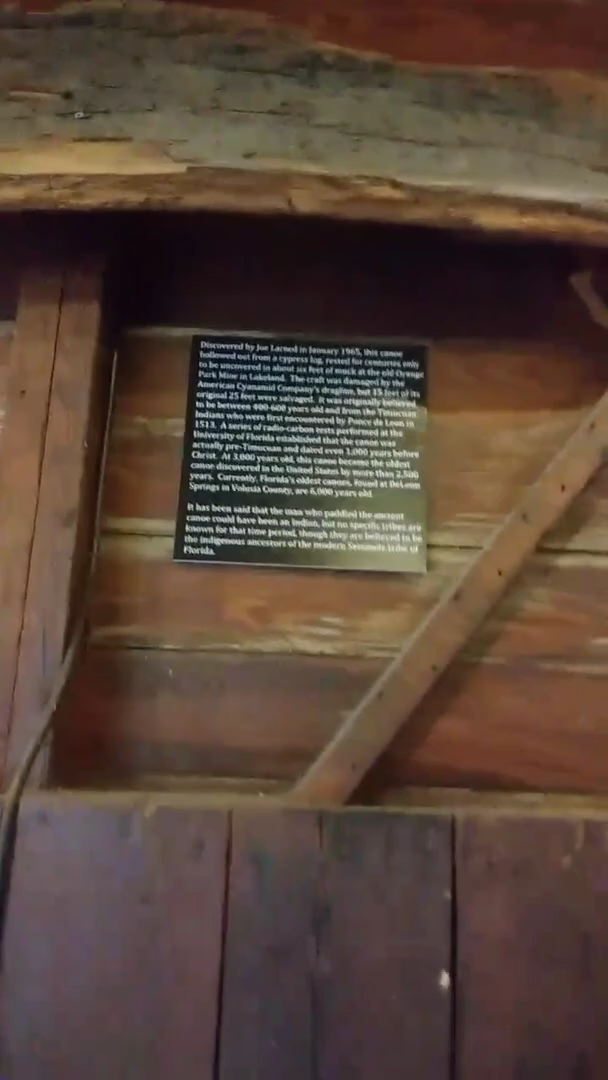 Discovered by Joe Larned in January 1965, this canoe
hollowed out from a cypress log, rested for centuries only
to be uncovered in about six feet of muck at the old Orange
Park Mine in Lakeland. The craft was damaged by the
American Cyanamid Company's dragline, but 15 feet of its
original 25 feet were salvaged. It was originally believed
to be between 400-600 years old and from the Timucuan
Indians who were first encountered by Ponce de Leon in
1513. A series of radio-carbon tests performed at the
University of Florida established that the canoe was
actually pre-Timucuan and dated even 1,000 years before
Christ. At 3,000 years old, this canoe became the oldest
canoe discovered in the United States by more than 2,500
years. Currently, Florida's oldest canoes, found at DeLeon
Springs in Volusia County, are 6,000 years old.
It has been said that the man who paddled the ancient
canoe could have been an Indian, but no specific tribes are
known for that time period, though they are believed to be
the indigenous ancestors of the modern Seminole tribe of
Florida.